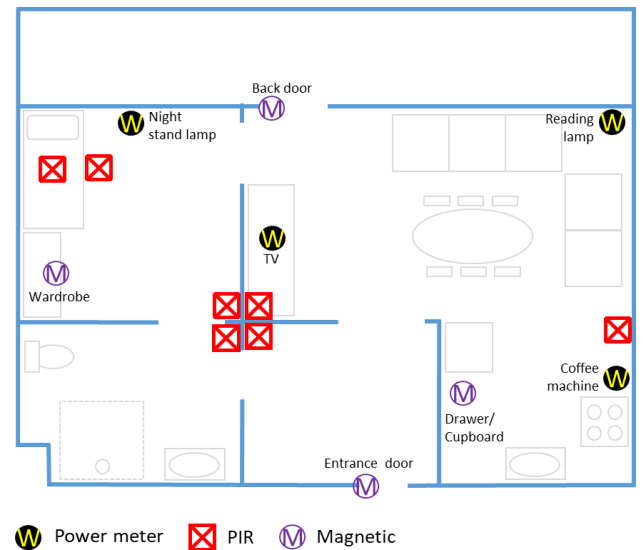 Back door
M
W
Night
stand lamp
Reading
lamp
W
W
TV
M
Wardrobe
Coffee
machine
W
M
Drawer/
Cupboard
Entrance door
M
W Power meter
PIR
M Magnetic